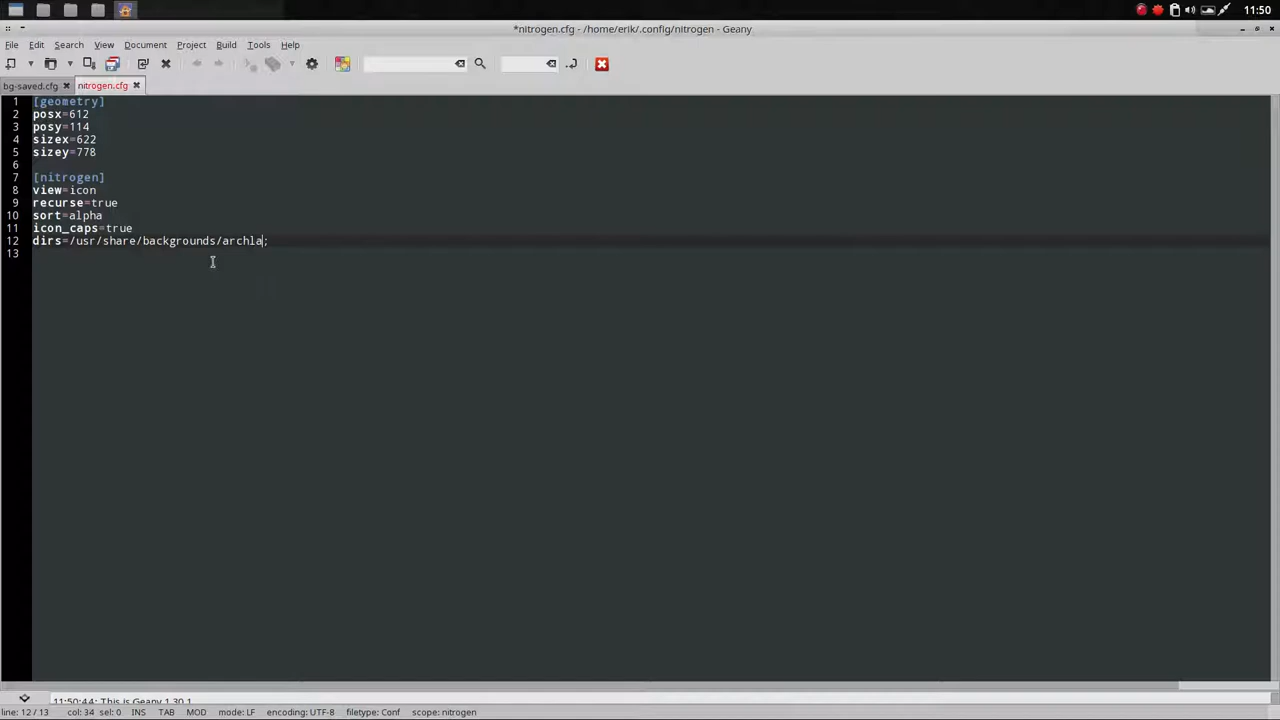 11:50
*nitrogen.cfg - /home/erik/.config/nitrogen - Geany
File Edit Search View Document Project Build Tools Help
bg-saved.cfg nitrogen.cfg
1 [geometry]
2 posx=612
3 posy=114
4 sizex=622
5 sizey=778
6
7 [nitrogen]
8 view=icon
9 recurse=true
10 sort=alpha
11 icon_caps=true
12 dirs=/usr/share/backgrounds/archla;
13
11:50:44: This is Geany 1.30.1.
line: 12 / 13 col: 34 sel: 0 INS TAB MOD mode: LF encoding: UTF-8 filetype: Conf scope: nitrogen